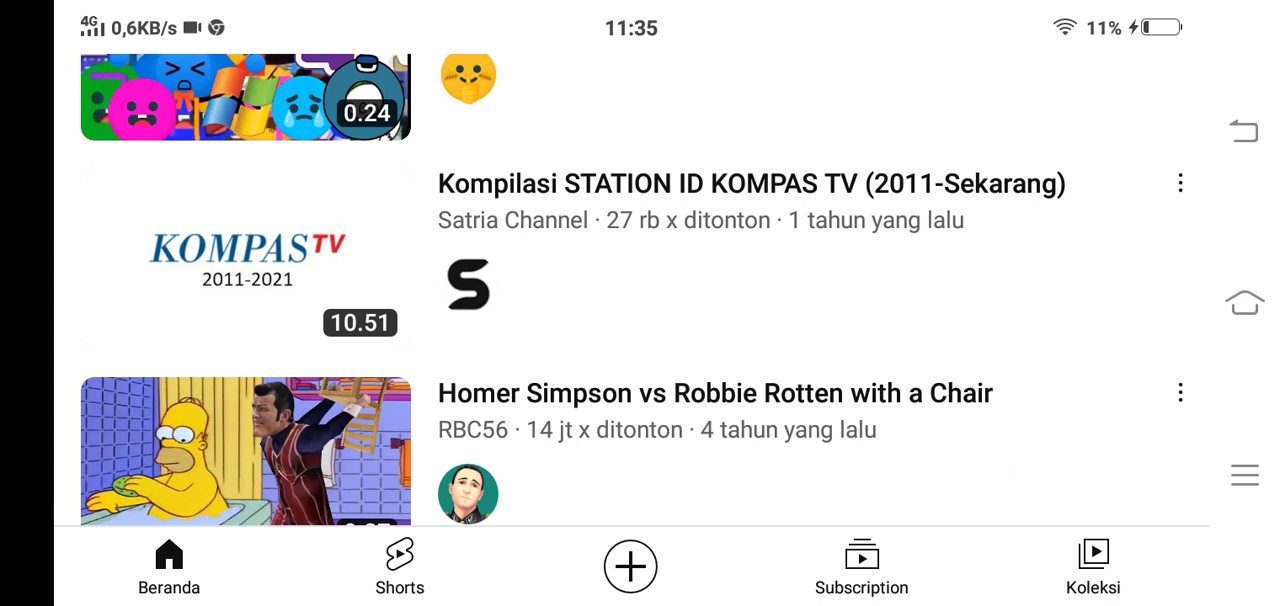 4G 0,6KB/s 11:35 11%
0.24
Kompilasi STATION ID KOMPAS TV (2011-Sekarang)
Satria Channel · 27 rb x ditonton · 1 tahun yang lalu
KOMPAS TV
2011-2021
10.51
Homer Simpson vs Robbie Rotten with a Chair
RBC56 · 14 jt x ditonton · 4 tahun yang lalu
Beranda
Shorts
Subscription
Koleksi